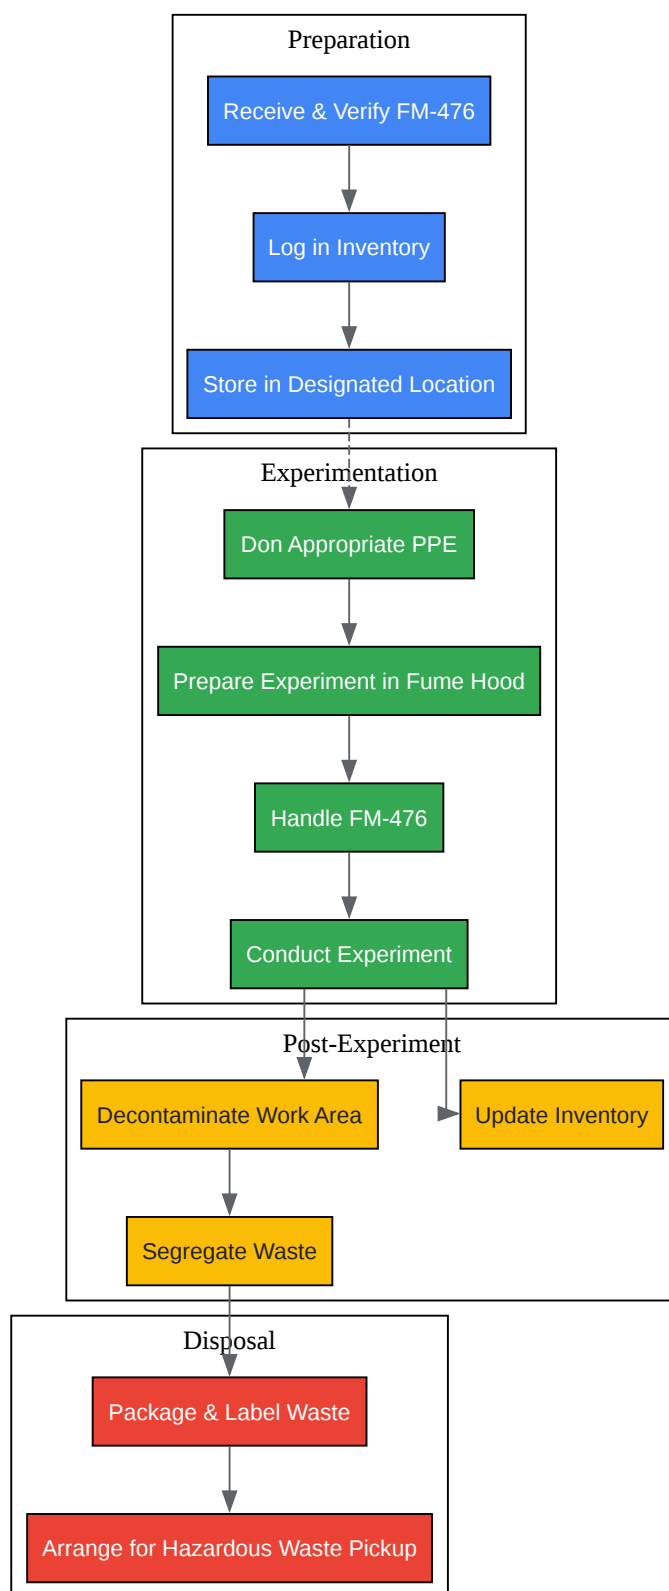 Preparation
Receive & Verify FM-476
Log in Inventory
Store in Designated Location
Experimentation
Don Appropriate PPE
Prepare Experiment in Fume Hood
Handle FM-476
Conduct Experiment
Post-Experiment
Decontaminate Work Area
Update Inventory
Segregate Waste
Disposal
Package & Label Waste
Arrange for Hazardous Waste Pickup